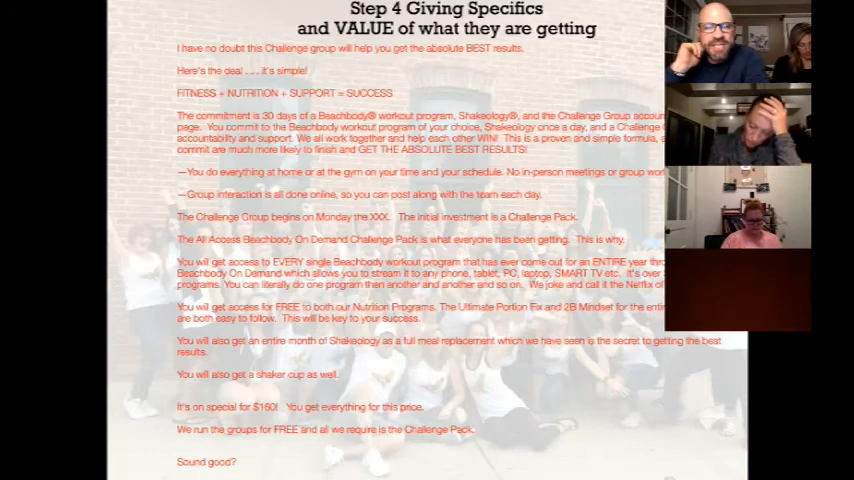 Step 4 Giving Specifics
and VALUE of what they are getting
I have no doubt this Challenge group will help you get the absolute BEST results.
Here's the deal . . . it's simple!
FITNESS + NUTRITION + SUPPORT = SUCCESS
The commitment is 30 days of a Beachbody® workout program, Shakeology®, and the Challenge Group
page. You commit to the Beachbody workout program of your choice, Shakeology once a day, and a Challenge
accountability and support. We all work together and help each other WIN! This is a proven and simple formula,
commit are much more likely to finish and GET THE ABSOLUTE BEST RESULTS!
—You do everything at home or at the gym on your time and your schedule. No in-person meetings or group
—Group interaction is all done online, so you can post along with the team each day.
The Challenge Group begins on Monday the XXX. The initial investment is a Challenge Pack.
The All Access Beachbody On Demand Challenge Pack is what everyone has been getting. This is why.
You will get access to EVERY single Beachbody workout program that has ever come out for an ENTIRE year
Beachbody On Demand which allows you to stream it to any phone, tablet, PC, laptop, SMART TV etc. It's over
programs. You can literally do one program then another and another and so on. We joke and call it the Netflix of
You will get access for FREE to both our Nutrition Programs. The Ultimate Portion Fix and 2B Mindset for the
are both easy to follow. This will be key to your success.
You will also get an entire month of Shakeology as a full meal replacement which we have seen is the secret to getting the best
results.
You will also get a shaker cup as well.
It's on special for $160! You get everything for this price.
We run the groups for FREE and all we require is the Challenge Pack.
Sound good?